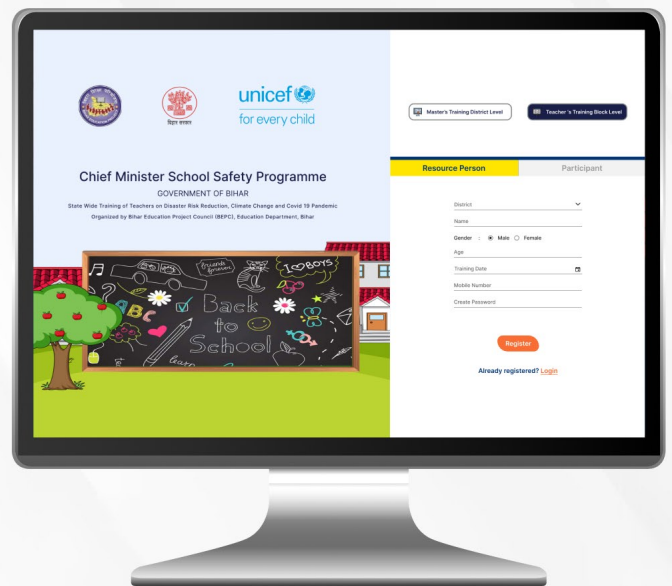 unicef
for every child
बिहार सरकार
Chief Minister School Safety Programme
GOVERNMENT OF BIHAR
State Wide Training of Teachers on Disaster Risk Reduction, Climate Change and Covid 19 Pandemic
Organized by Bihar Education Project Council (BEPC), Education Department, Bihar
friends
forever
I BOYS
ABC
Back
to
School
learn
Master's Training District Level
Teacher 's Training Block Level
Resource Person
Participant
District
Name
Gender : Male Female
Age
Training Date
Mobile Number
Create Password
Register
Already registered? Login